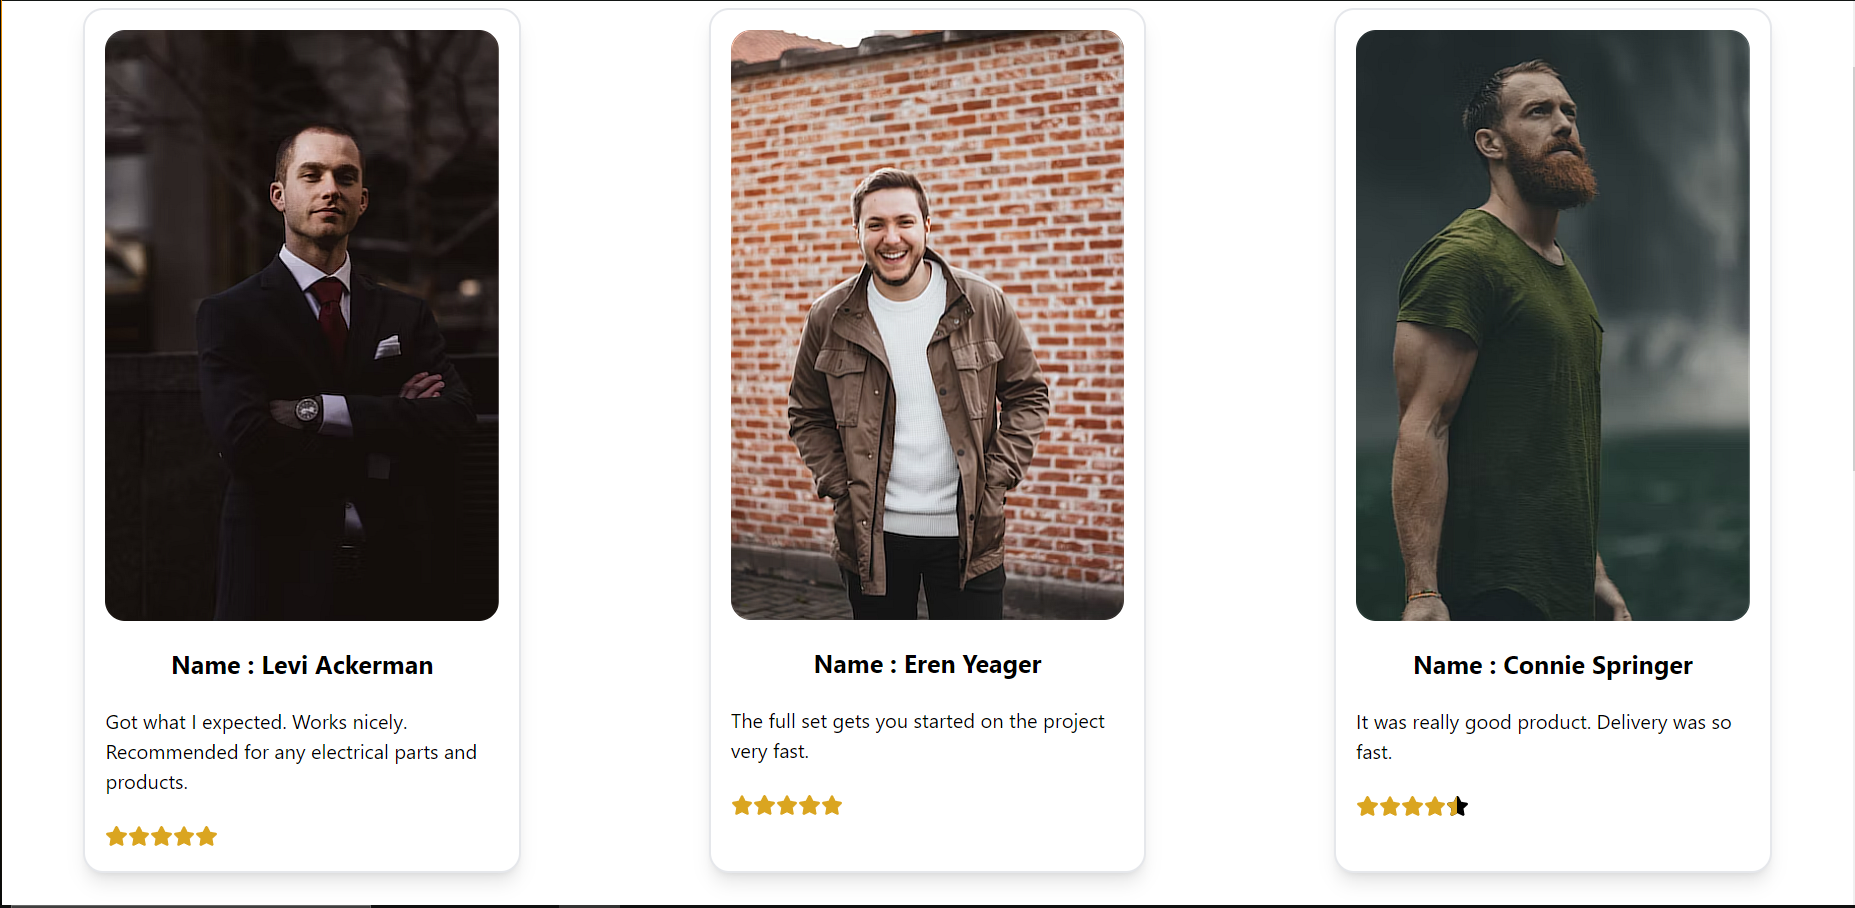 Name : Levi Ackerman
Got what I expected. Works nicely.
Recommended for any electrical parts and
products.
Name : Eren Yeager
The full set gets you started on the project
very fast.
Name : Connie Springer
It was really good product. Delivery was so
fast.